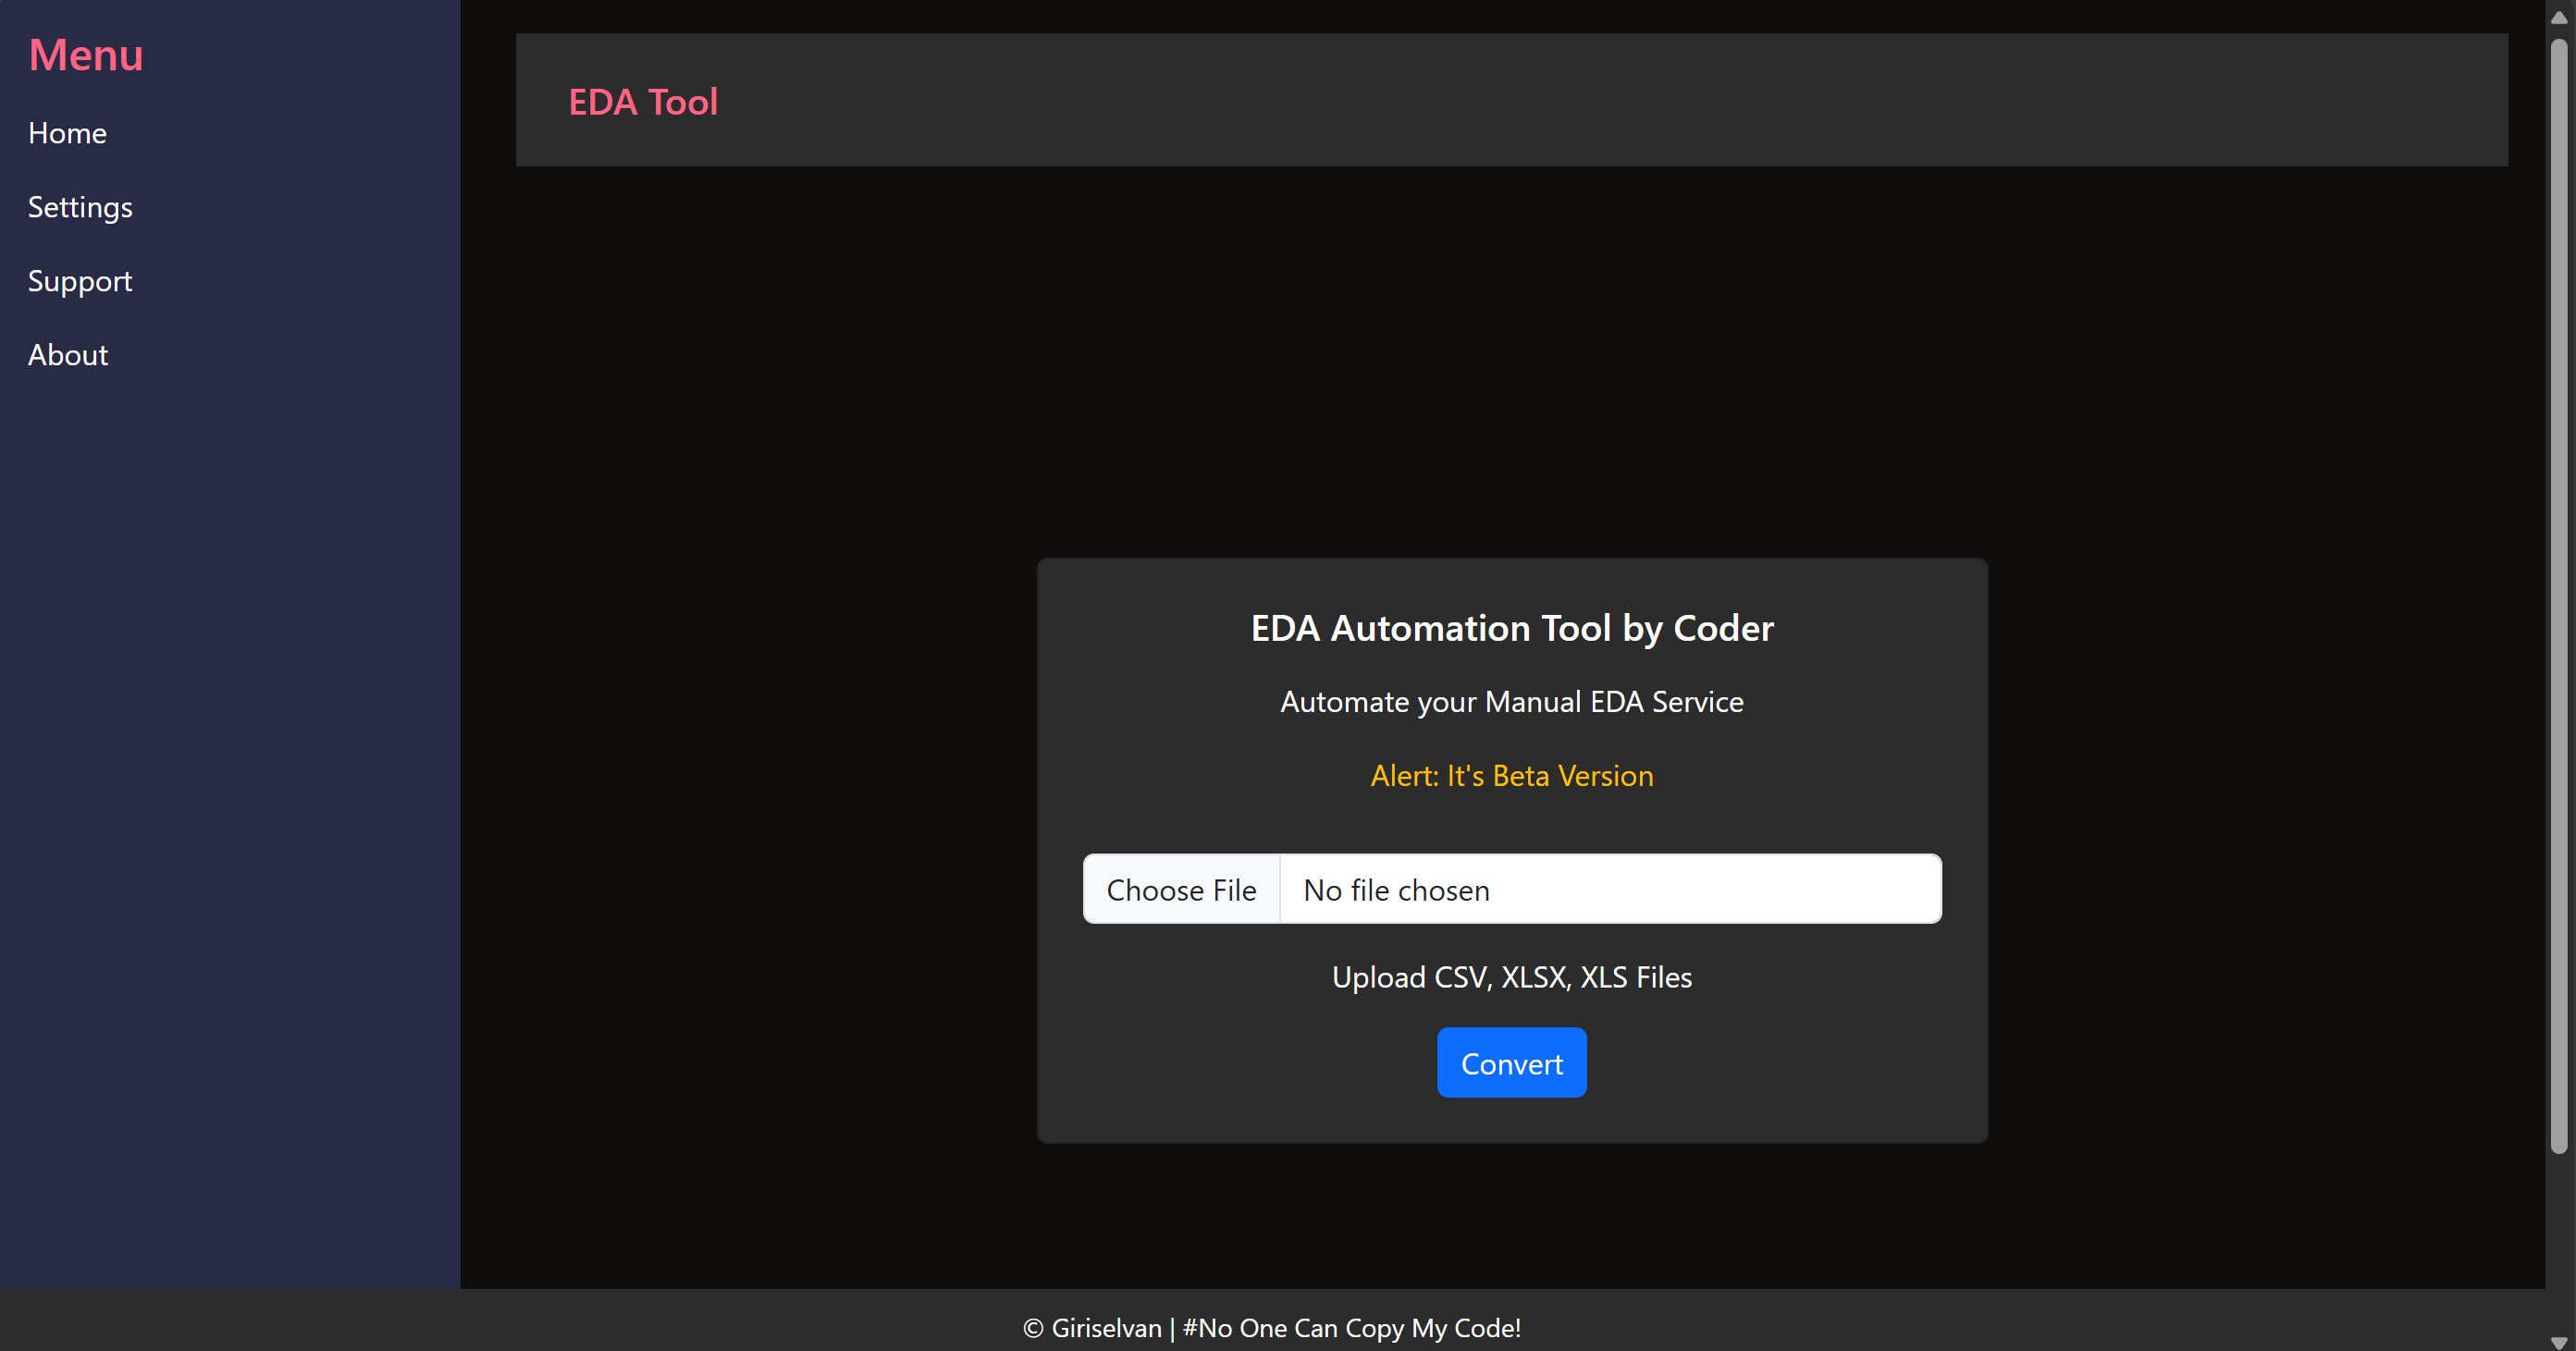 Menu
Home
Settings
Support
About
EDA Tool
EDA Automation Tool by Coder
Automate your Manual EDA Service
Alert: It's Beta Version
Choose File No file chosen
Upload CSV, XLSX, XLS Files
Convert
© Giriselvan | #No One Can Copy My Code!